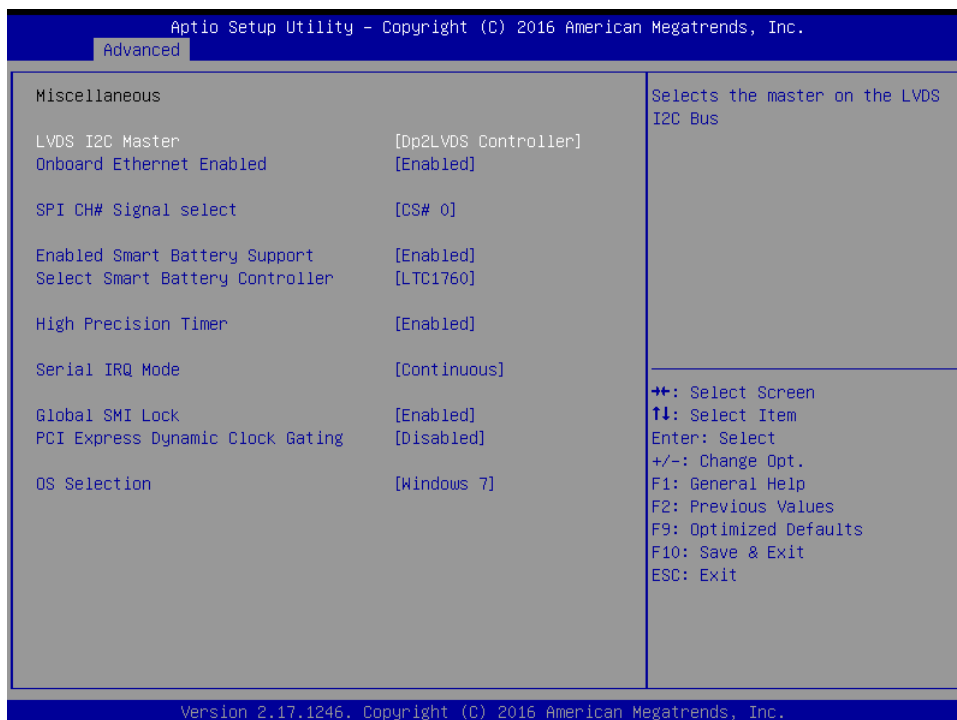 Aptio Setup Utility – Copyright (C) 2016 American Megatrends, Inc.
Advanced
Miscellaneous
LVDS I2C Master [Dp2LVDS Controller]
Onboard Ethernet Enabled [Enabled]
SPI CH# Signal select [CS# 0]
Enabled Smart Battery Support [Enabled]
Select Smart Battery Controller [LTC1760]
High Precision Timer [Enabled]
Serial IRQ Mode [Continuous]
Global SMI Lock [Enabled]
PCI Express Dynamic Clock Gating [Disabled]
OS Selection [Windows 7]
Selects the master on the LVDS
I2C Bus
→←: Select Screen
↑↓: Select Item
Enter: Select
+/-: Change Opt.
F1: General Help
F2: Previous Values
F9: Optimized Defaults
F10: Save & Exit
ESC: Exit
Version 2.17.1246. Copyright (C) 2016 American Megatrends, Inc.